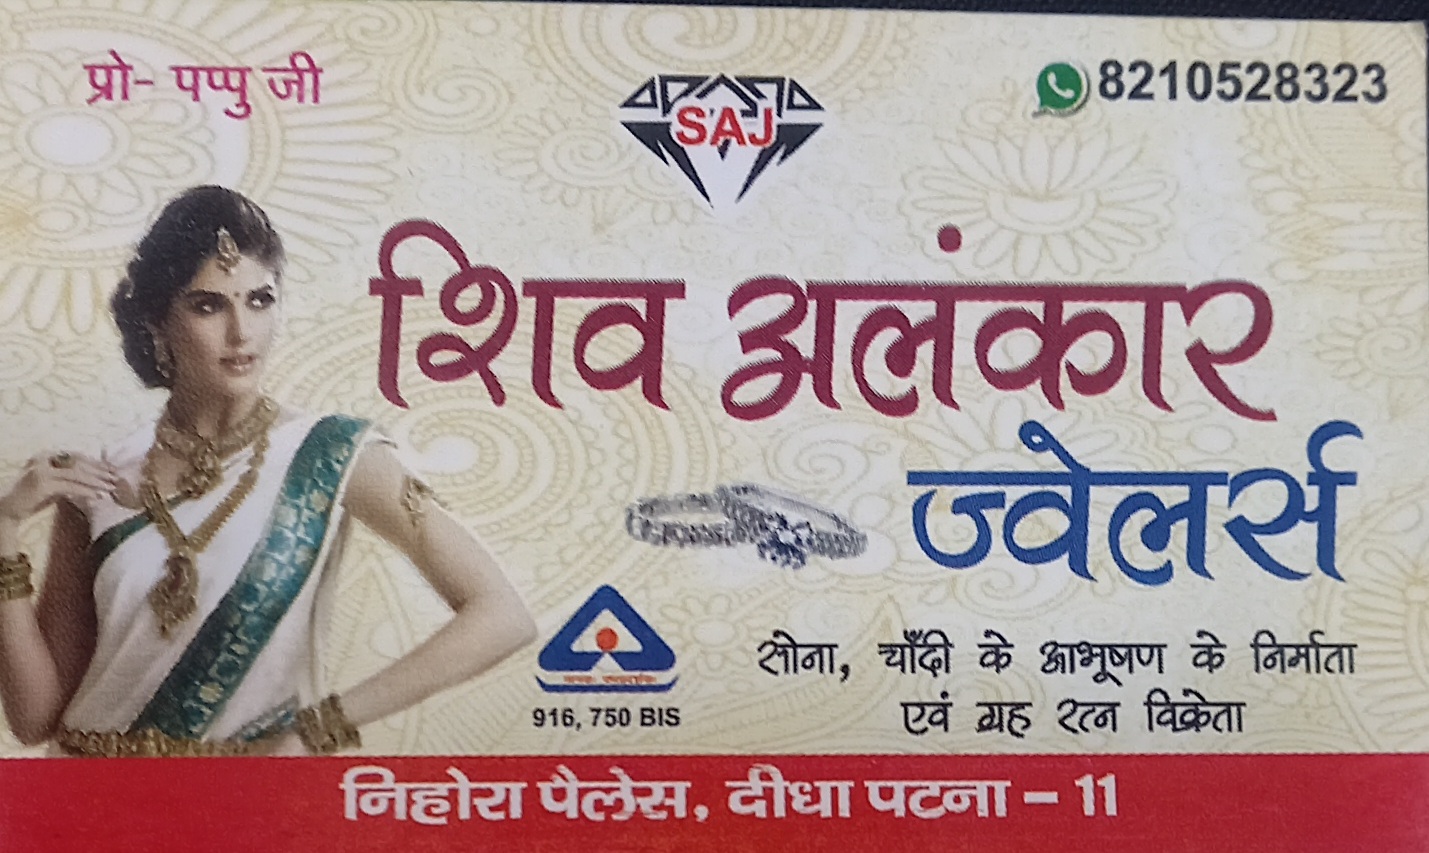 प्रो- पप्पु जी
8210528323
SAJ
शिव अलंकार
ज्वेलर्स
916, 750 BIS
सोना, चाँदी के आभूषण के निर्माता
एवं ग्रह रत्न विक्रेता
निहोरा पैलेस, दीधा पटना - 11